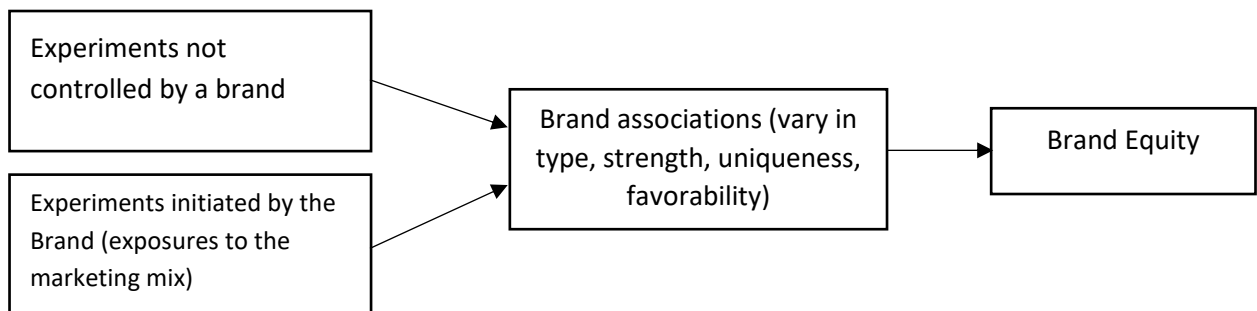 Experiments not
controlled by a brand
Experiments initiated by the
Brand (exposures to the
marketing mix)
Brand associations (vary in
type, strength, uniqueness,
favorability)
Brand Equity